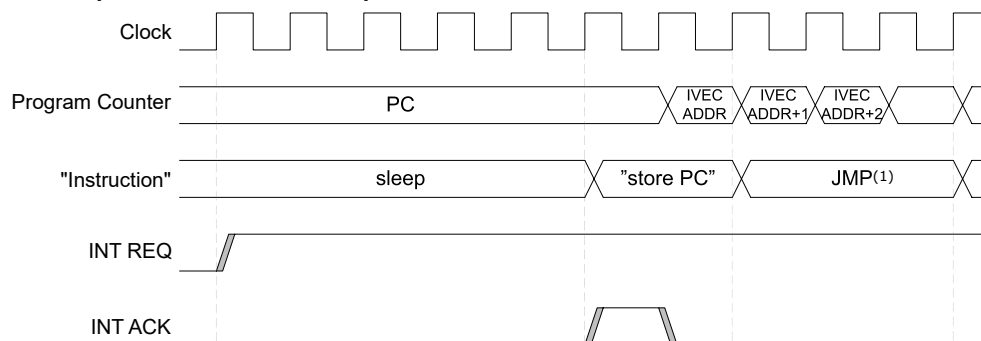 Clock
Program Counter
PC
IVEC ADDR
IVEC ADDR+1
IVEC ADDR+2
"Instruction"
sleep
"store PC"
JMP(1)
INT REQ
INT ACK